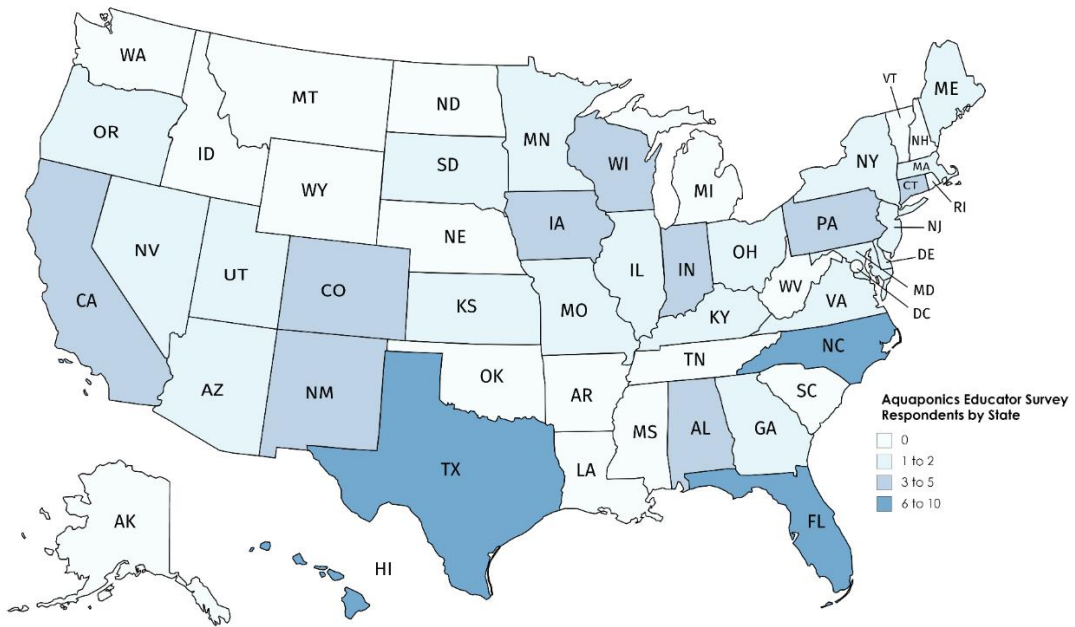 WA
MT
ND
MN
VT
ME
OR
ID
SD
WI
NY
NH
MA
WY
MI
CT
RI
NE
IA
PA
NJ
NV
UT
CO
IL
IN
OH
DE
CA
KS
MO
WV
VA
MD
KY
DC
AZ
NM
OK
AR
TN
NC
SC
TX
LA
MS
AL
GA
FL
AK
HI
Aquaponics Educator Survey
Respondents by State
0
1 to 2
3 to 5
6 to 10